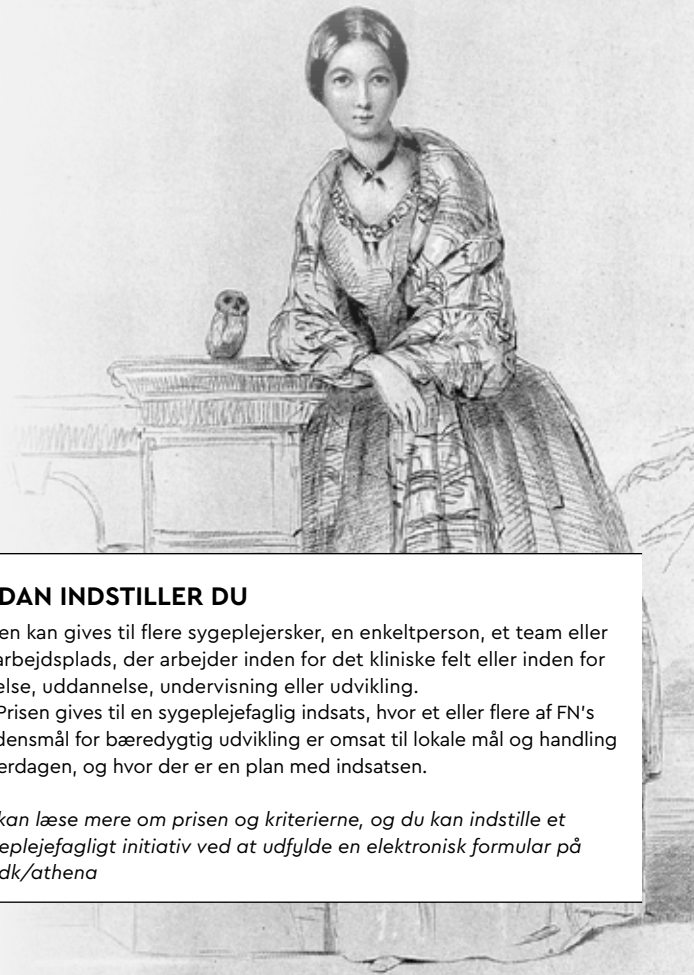 DAN INDSTILLER DU
en kan gives til flere sygeplejersker, en enkeltperson, et team eller
arbejdsplads, der arbejder inden for det kliniske felt eller inden for
else, uddannelse, undervisning eller udvikling.
Prisen gives til en sygeplejefaglig indsats, hvor et eller flere af FN's
densmål for bæredygtig udvikling er omsat til lokale mål og handling
erdagen, og hvor der er en plan med indsatsen.
kan læse mere om prisen og kriterierne, og du kan indstille et
eplejefagligt initiativ ved at udfylde en elektronisk formular på
dk/athena